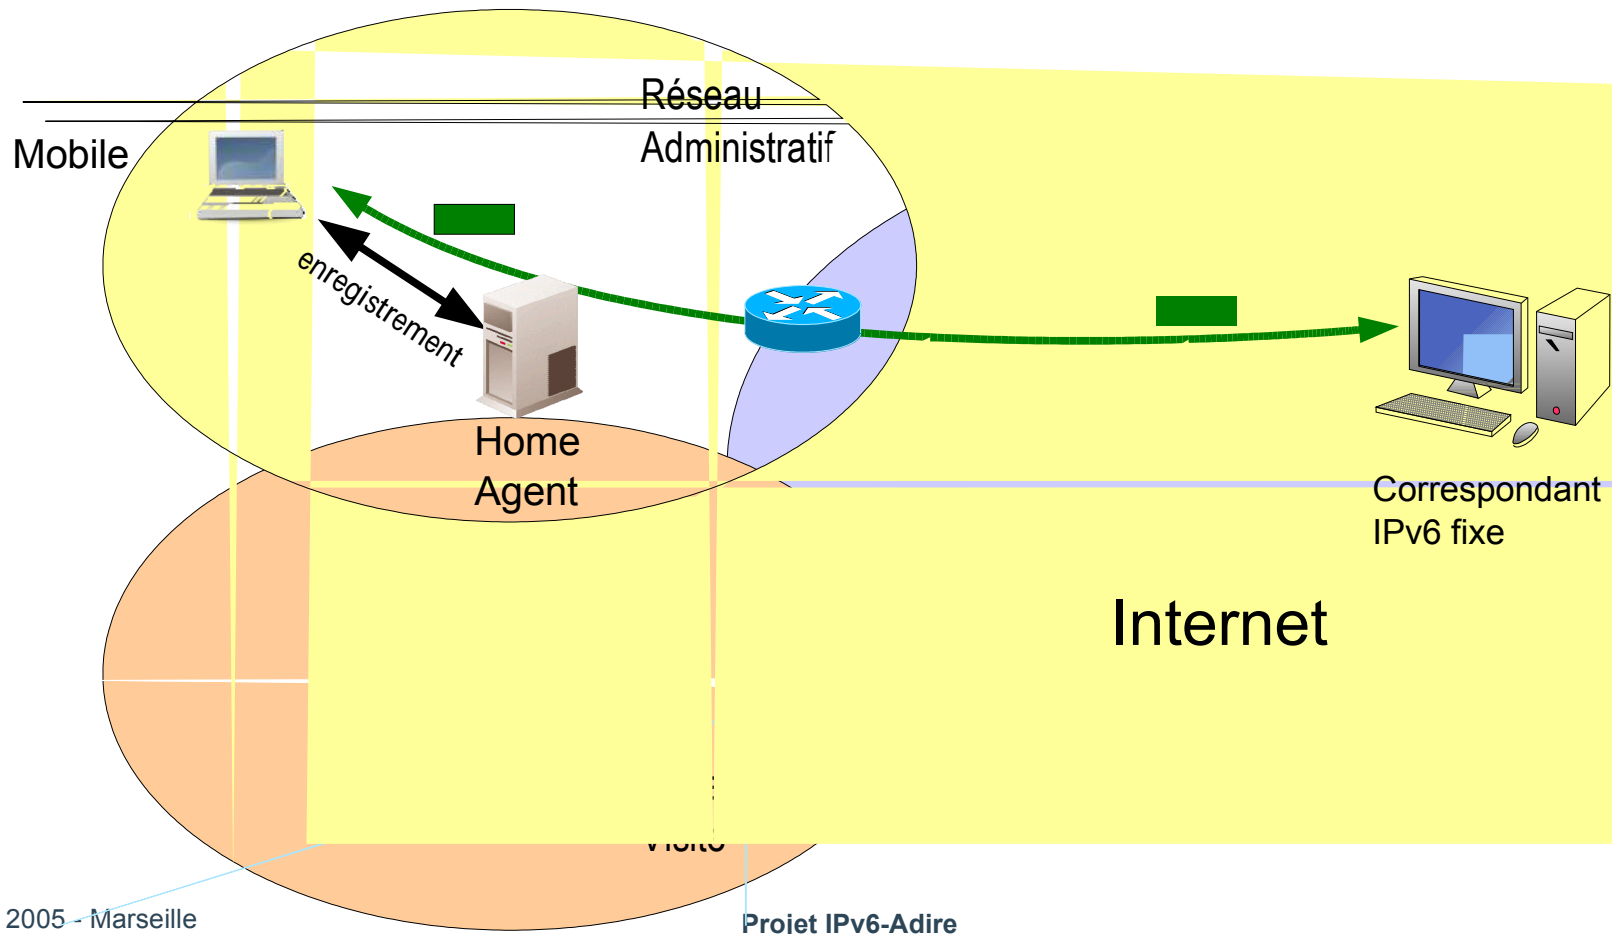 Réseau
Administratif
Mobile
enregistrement
Home
Agent
Correspondant
IPv6 fixe
Internet
2005 - Marseille
Projet IPv6-Adire